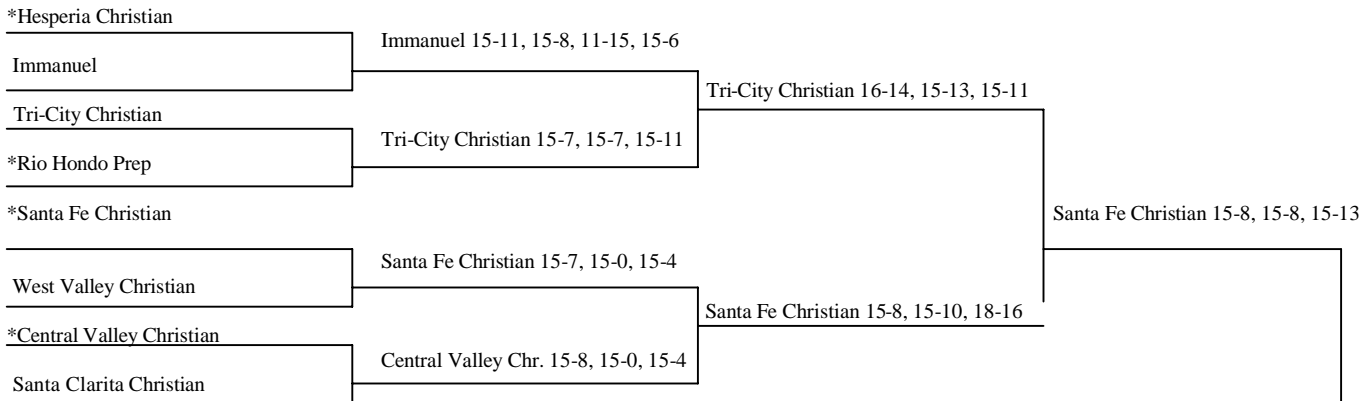 *Hesperia Christian
Immanuel 15-11, 15-8, 11-15, 15-6
Immanuel
Tri-City Christian 16-14, 15-13, 15-11
Tri-City Christian
Tri-City Christian 15-7, 15-7, 15-11
*Rio Hondo Prep
*Santa Fe Christian
Santa Fe Christian 15-8, 15-8, 15-13
Santa Fe Christian 15-7, 15-0, 15-4
West Valley Christian
Santa Fe Christian 15-8, 15-10, 18-16
*Central Valley Christian
Central Valley Chr. 15-8, 15-0, 15-4
Santa Clarita Christian